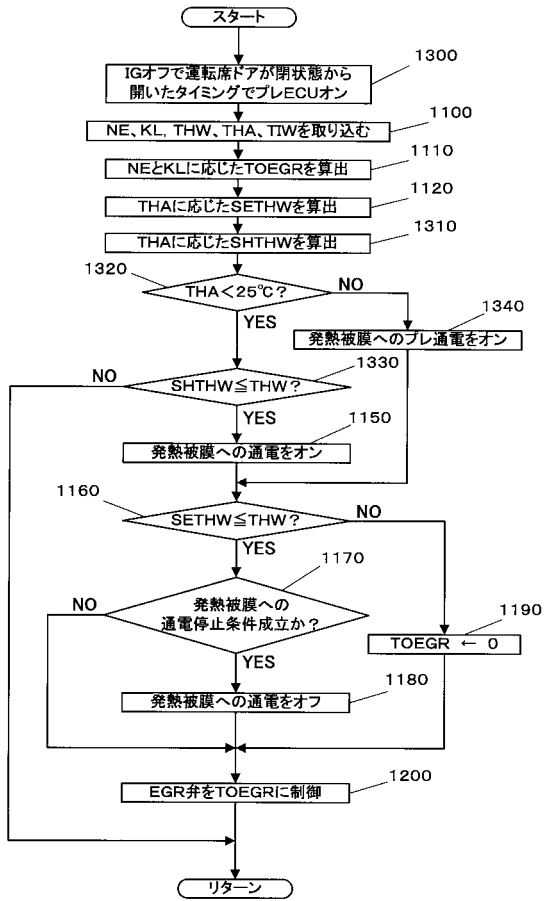 スタート
IGオフで運転席ドアが閉状態から
開いたタイミングでプレECUオン
1300
NE、KL, THW、THA、TIWを取り込む
1100
NEとKLに応じたTOEGRを算出
1110
THAに応じたSETHWを算出
1120
THAに応じたSHTHWを算出
1310
1320
THA<25℃?
NO
YES
1340
発熱被膜へのプレ通電をオン
1330
NO
SHTHW≦THW?
YES
1150
発熱被膜への通電をオン
1160
SETHW≦THW?
NO
YES
1170
NO
発熱被膜への
通電停止条件成立か?
YES
1190
TOEGR ← 0
1180
発熱被膜への通電をオフ
1200
EGR弁をTOEGRに制御
リターン